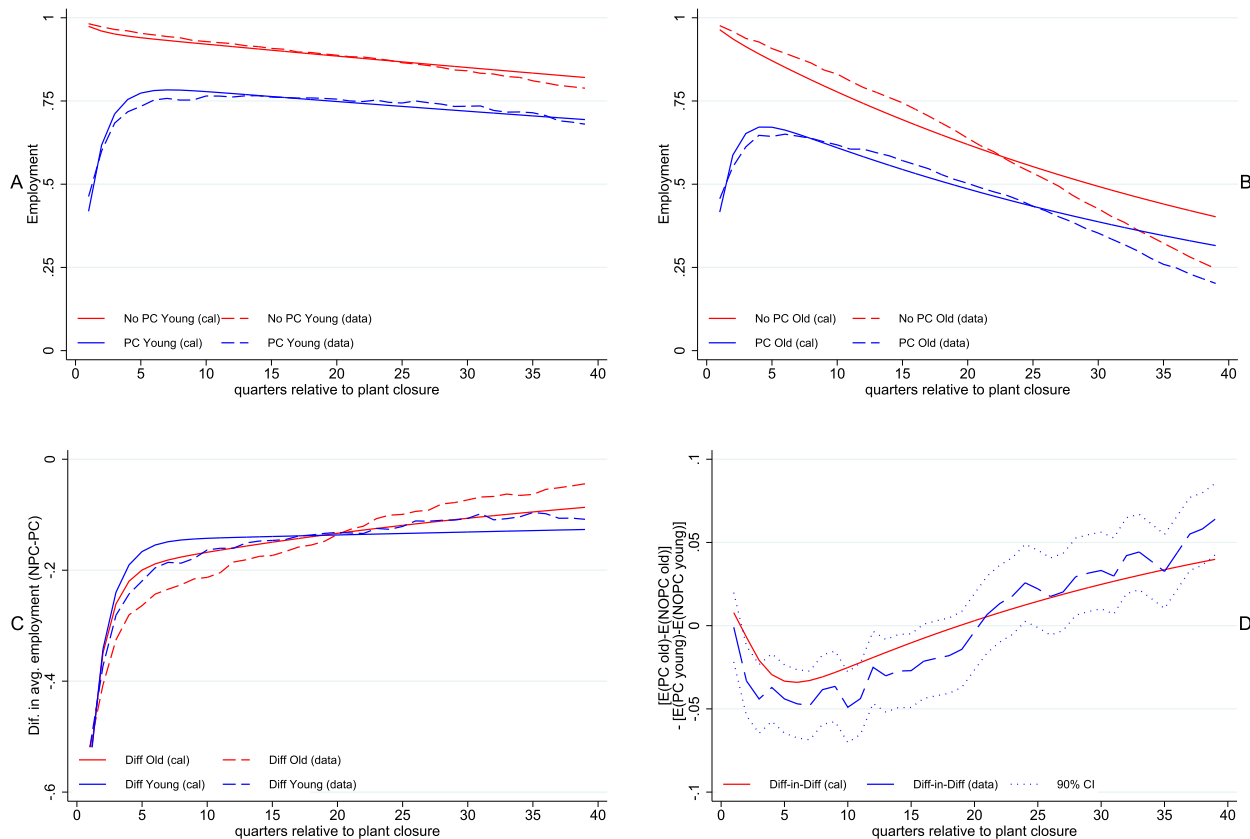 A
Employment
1
.75
.5
.25
0
No PC Young (cal)
No PC Young (data)
PC Young (cal)
PC Young (data)
0 5 10 15 20 25 30 35 40
quarters relative to plant closure
B
Employment
1
.75
.5
.25
0
No PC Old (cal)
No PC Old (data)
PC Old (cal)
PC Old (data)
0 5 10 15 20 25 30 35 40
quarters relative to plant closure
C
Dif. in avg. employment (NPC-PC)
0
-.2
-.4
-.6
Diff Old (cal)
Diff Old (data)
Diff Young (cal)
Diff Young (data)
0 5 10 15 20 25 30 35 40
quarters relative to plant closure
D
[E(PC old)-E(NOPC old)]
- [E(PC young)-E(NOPC young)]
.1
.05
0
-.05
-.1
Diff-in-Diff (cal)
Diff-in-Diff (data)
90% CI
0 5 10 15 20 25 30 35 40
quarters relative to plant closure